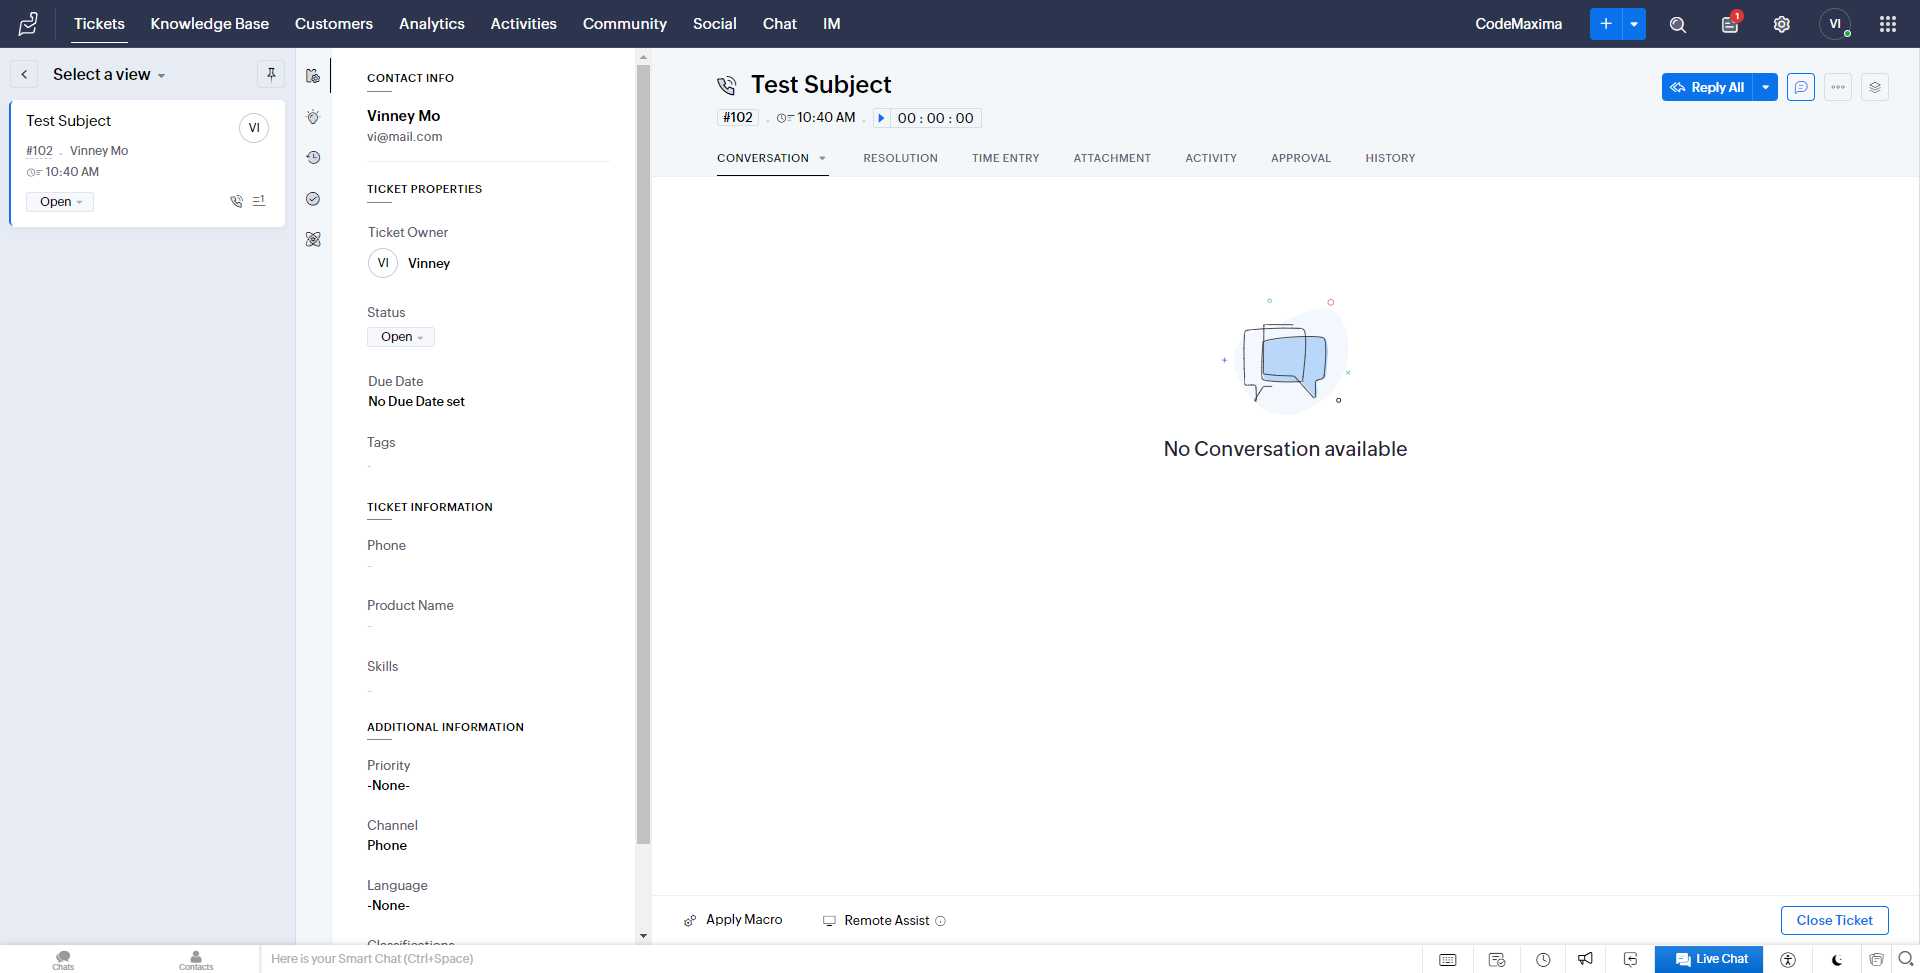 Tickets Knowledge Base Customers Analytics Activities Community Social Chat IM CodeMaxima 1 VI
Select a view
Test Subject
VI
#102 . Vinney Mo
10:40 AM
Open
1
CONTACT INFO
Vinney Mo
vi@mail.com
TICKET PROPERTIES
Ticket Owner
VI Vinney
Status
Open
Due Date
No Due Date set
Tags
-
TICKET INFORMATION
Phone
-
Product Name
-
Skills
-
ADDITIONAL INFORMATION
Priority
-None-
Channel
Phone
Language
-None-
Classifications
Test Subject
#102 . 10:40 AM . 00 : 00 : 00
Reply All
CONVERSATION RESOLUTION TIME ENTRY ATTACHMENT ACTIVITY APPROVAL HISTORY
No Conversation available
Apply Macro Remote Assist
Close Ticket
Chats Contacts Here is your Smart Chat (Ctrl+Space) Live Chat